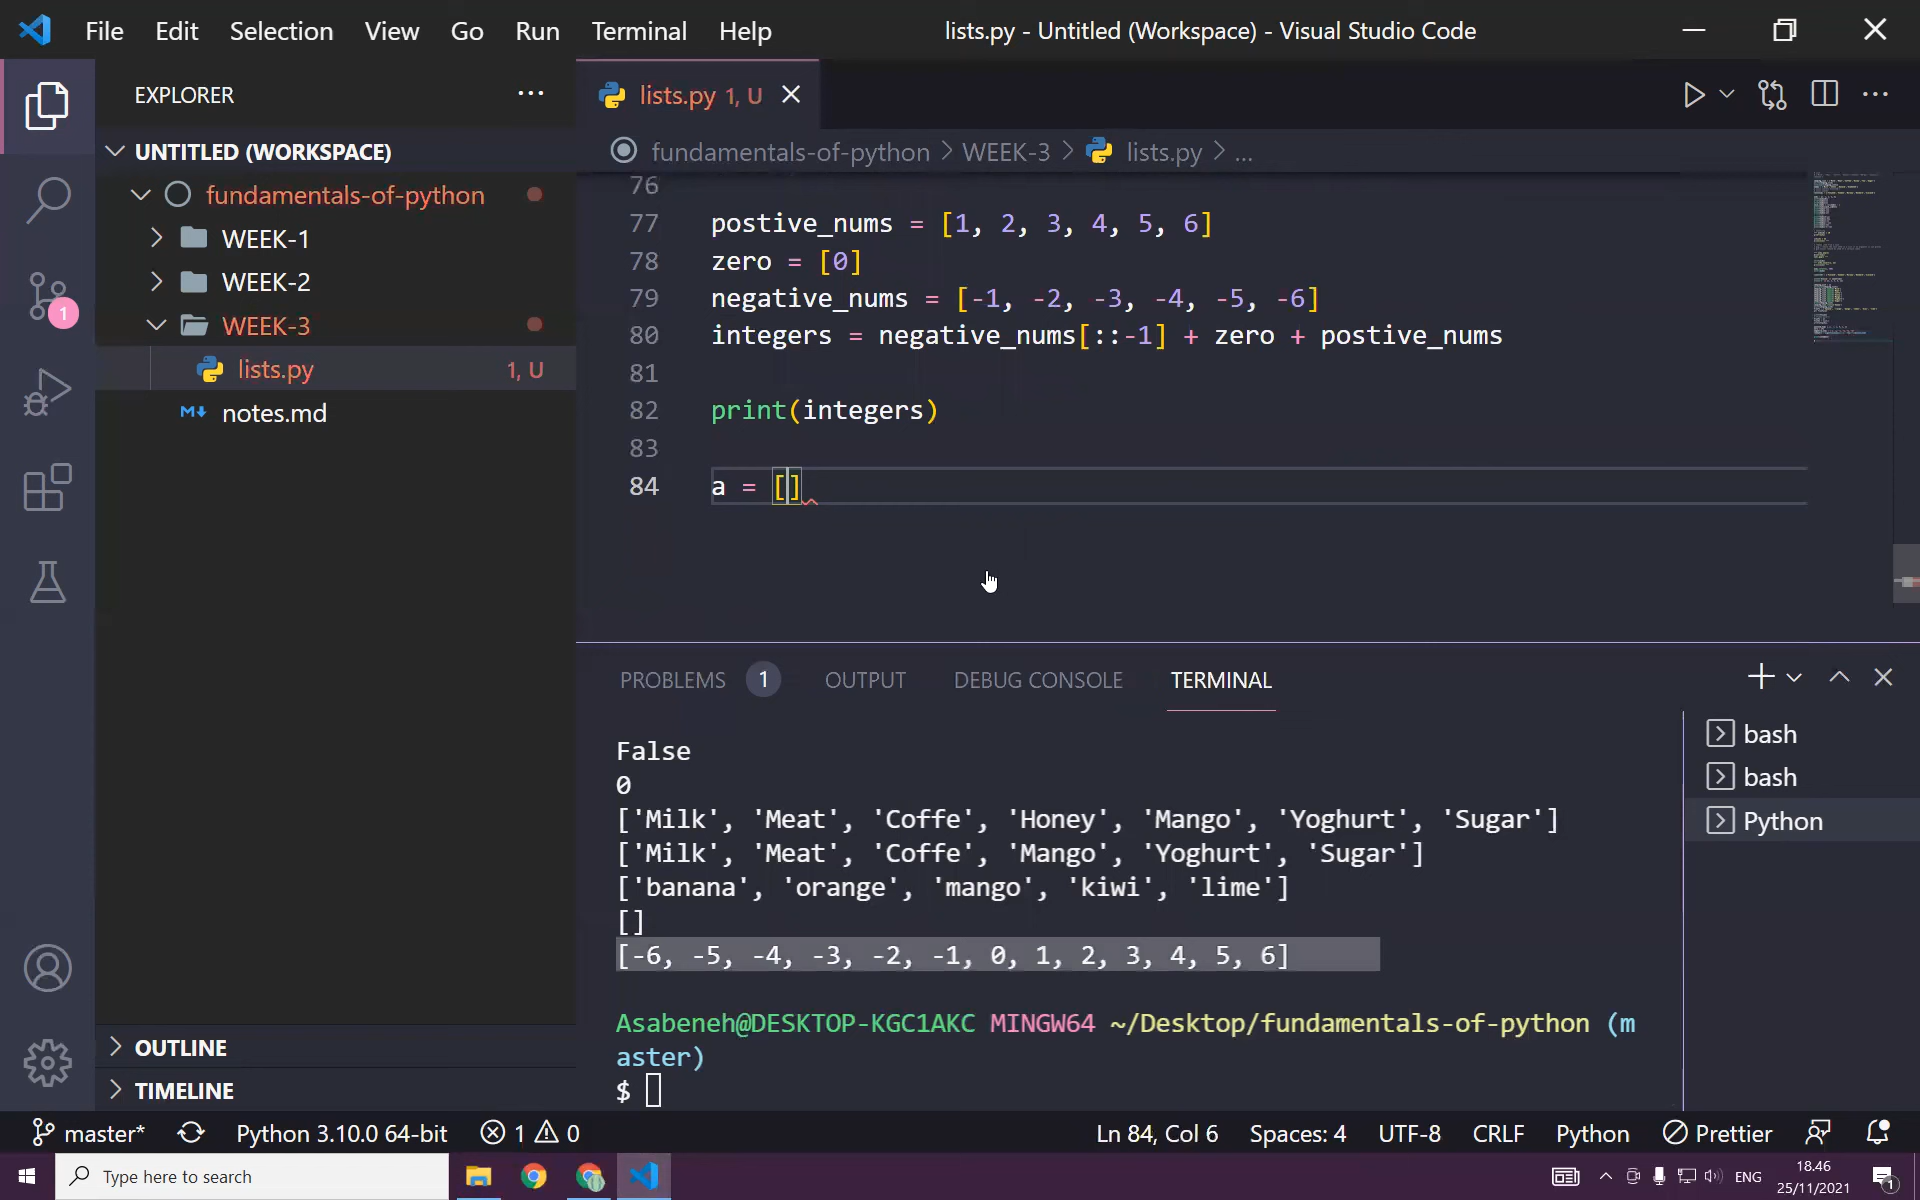 File Edit Selection View Go Run Terminal Help
lists.py - Untitled (Workspace) - Visual Studio Code
EXPLORER
UNTITLED (WORKSPACE)
fundamentals-of-python
WEEK-1
WEEK-2
WEEK-3
lists.py 1, U
notes.md
OUTLINE
TIMELINE
1
lists.py 1, U
fundamentals-of-python > WEEK-3 > lists.py > ...
76
77 postive_nums = [1, 2, 3, 4, 5, 6]
78 zero = [0]
79 negative_nums = [-1, -2, -3, -4, -5, -6]
80 integers = negative_nums[::-1] + zero + postive_nums
81
82 print(integers)
83
84 a = []
PROBLEMS 1 OUTPUT DEBUG CONSOLE TERMINAL
False
0
['Milk', 'Meat', 'Coffe', 'Honey', 'Mango', 'Yoghurt', 'Sugar']
['Milk', 'Meat', 'Coffe', 'Mango', 'Yoghurt', 'Sugar']
['banana', 'orange', 'mango', 'kiwi', 'lime']
[]
[-6, -5, -4, -3, -2, -1, 0, 1, 2, 3, 4, 5, 6]
Asabeneh@DESKTOP-KGC1AKC MINGW64 ~/Desktop/fundamentals-of-python (m
aster)
$
bash
bash
Python
master* Python 3.10.0 64-bit 1 0 Ln 84, Col 6 Spaces: 4 UTF-8 CRLF Python Prettier
Type here to search
ENG
18.46
25/11/2021
1